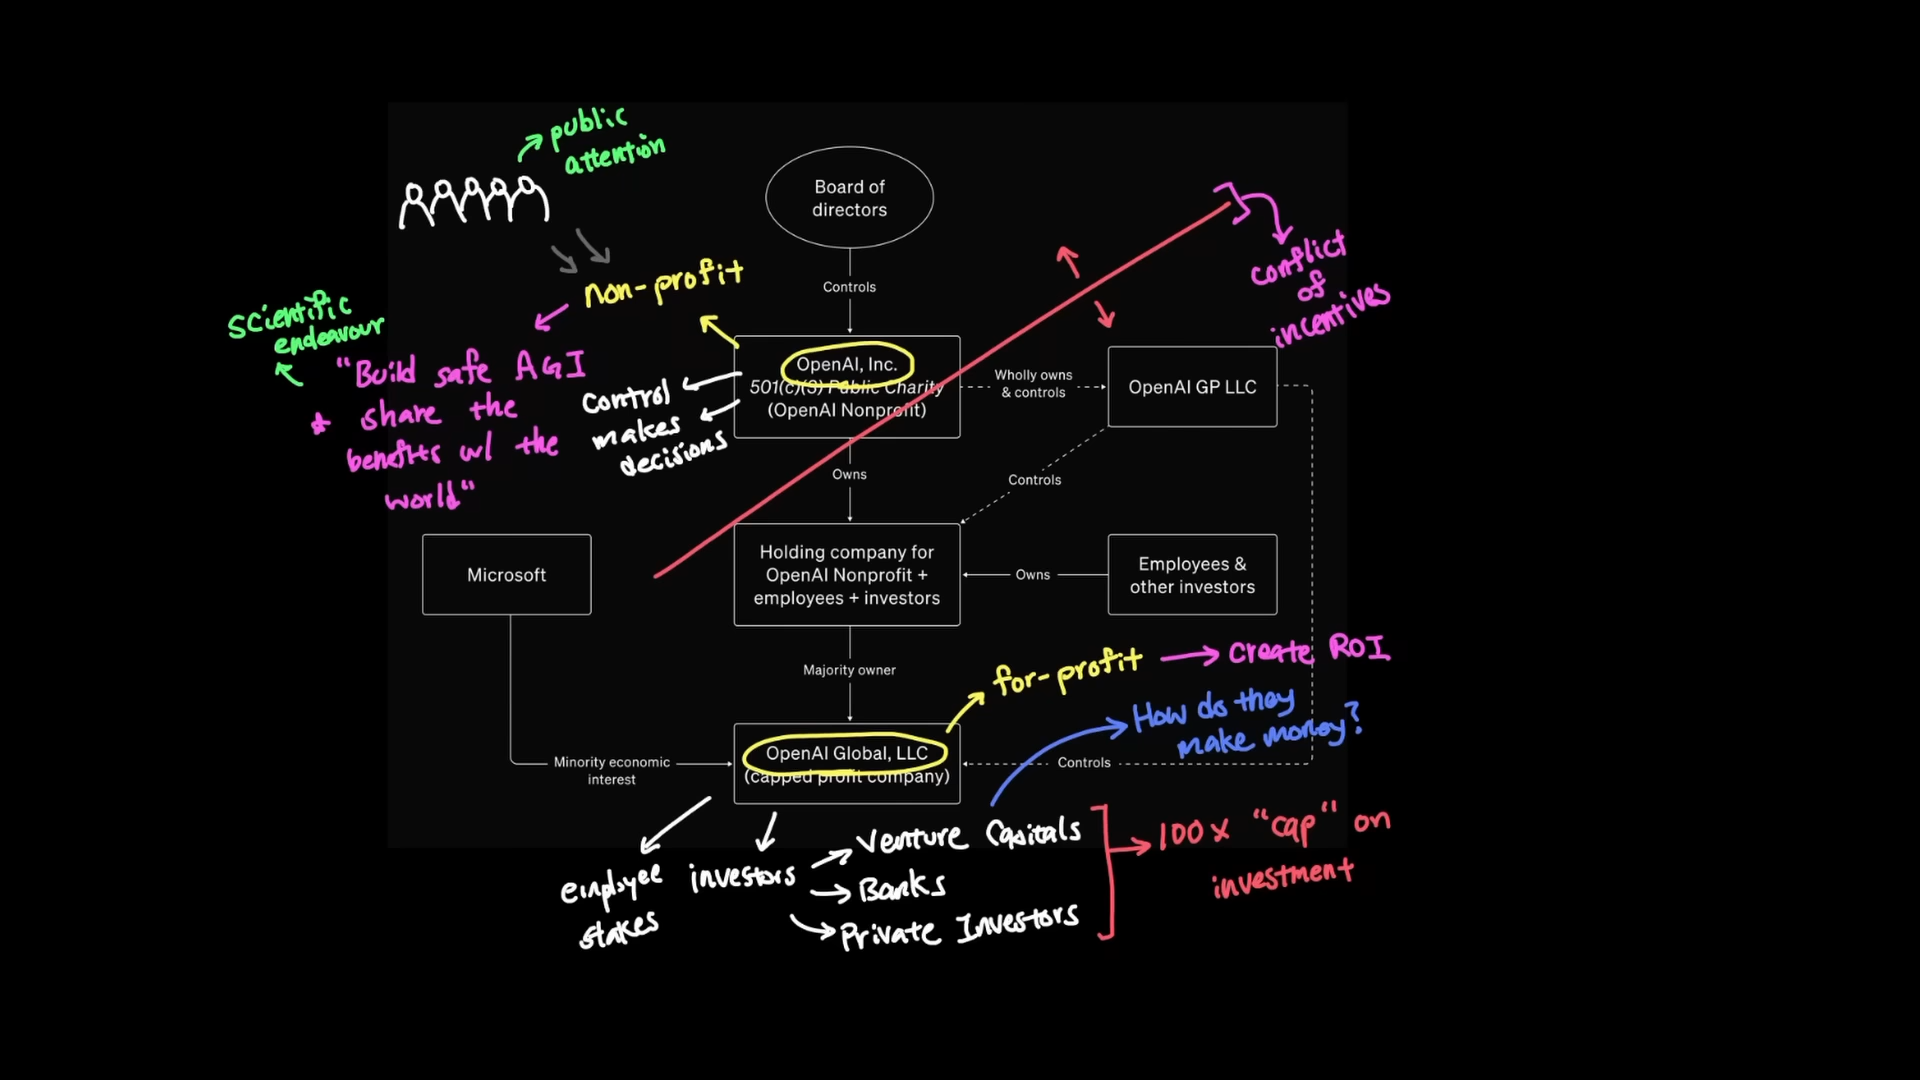 public
attention
Board of
directors
conflict
of
incentives
non-profit
Controls
scientific
endeavour
"Build safe AGI
& share the
benefits w/ the
world"
control
makes
decisions
OpenAI, Inc.
501(c)(3) Public Charity
(OpenAI Nonprofit)
Wholly owns
& controls
OpenAI GP LLC
Owns
Controls
Microsoft
Holding company for
OpenAI Nonprofit +
employees + investors
Owns
Employees &
other investors
Majority owner
for-profit
create ROI
How do they
make money?
Minority economic
interest
OpenAI Global, LLC
(capped profit company)
Controls
employee
stakes
investors
Venture Capitals
Banks
Private Investors
100x "cap" on
investment